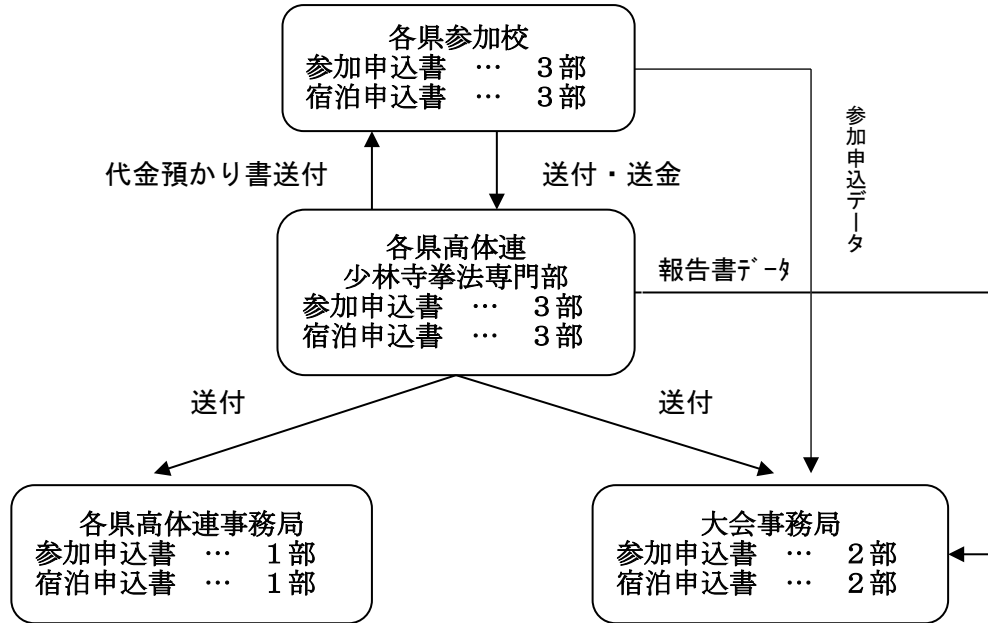 各県参加校
参加申込書　…　３部
宿泊申込書　…　３部
参加申込データ
代金預かり書送付
送付・送金
各県高体連
少林寺拳法専門部
参加申込書　…　３部
宿泊申込書　…　３部
報告書ﾃﾞｰﾀ
送付
送付
各県高体連事務局
参加申込書　…　１部
宿泊申込書　…　１部
大会事務局
参加申込書　…　２部
宿泊申込書　…　２部